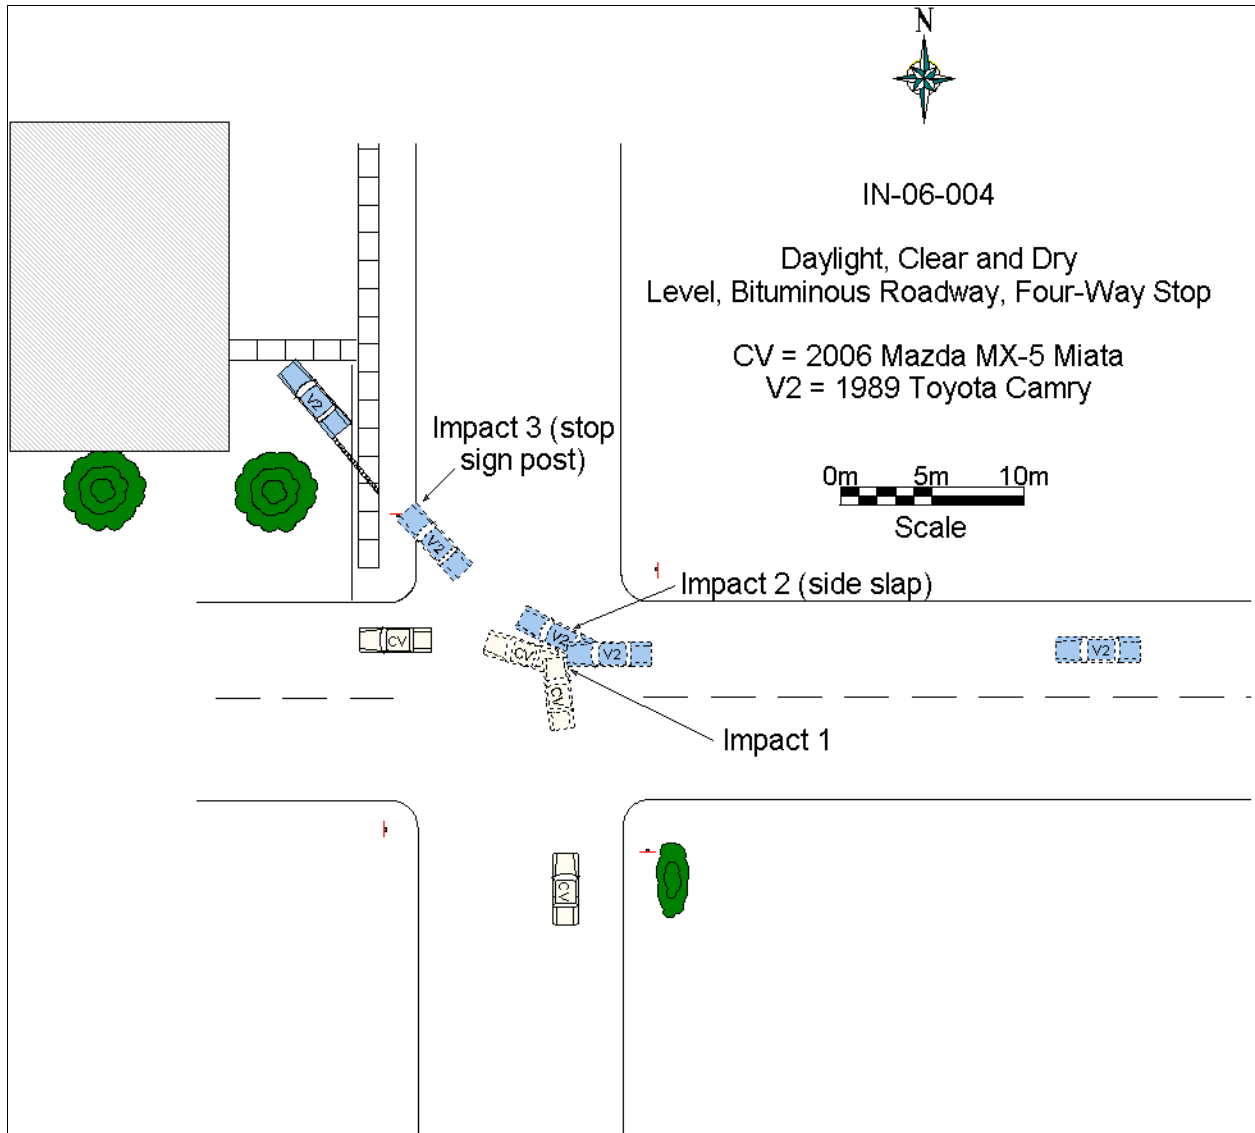 N
IN-06-004
Daylight, Clear and Dry
Level, Bituminous Roadway, Four-Way Stop
CV = 2006 Mazda MX-5 Miata
V2 = 1989 Toyota Camry
V2
Impact 3 (stop
sign post)
0m 5m 10m
Scale
V2
Impact 2 (side slap)
V2
CV
CV
V2
V2
CV
Impact 1
CV